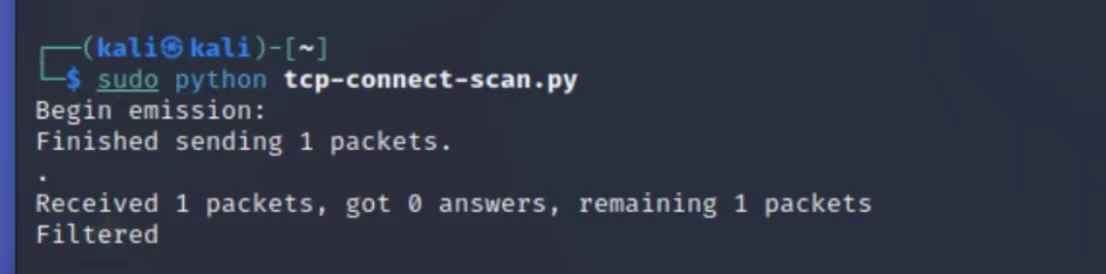 ┌──(kali㉿kali)-[~]
└─$ sudo python tcp-connect-scan.py
Begin emission:
Finished sending 1 packets.
.
Received 1 packets, got 0 answers, remaining 1 packets
Filtered